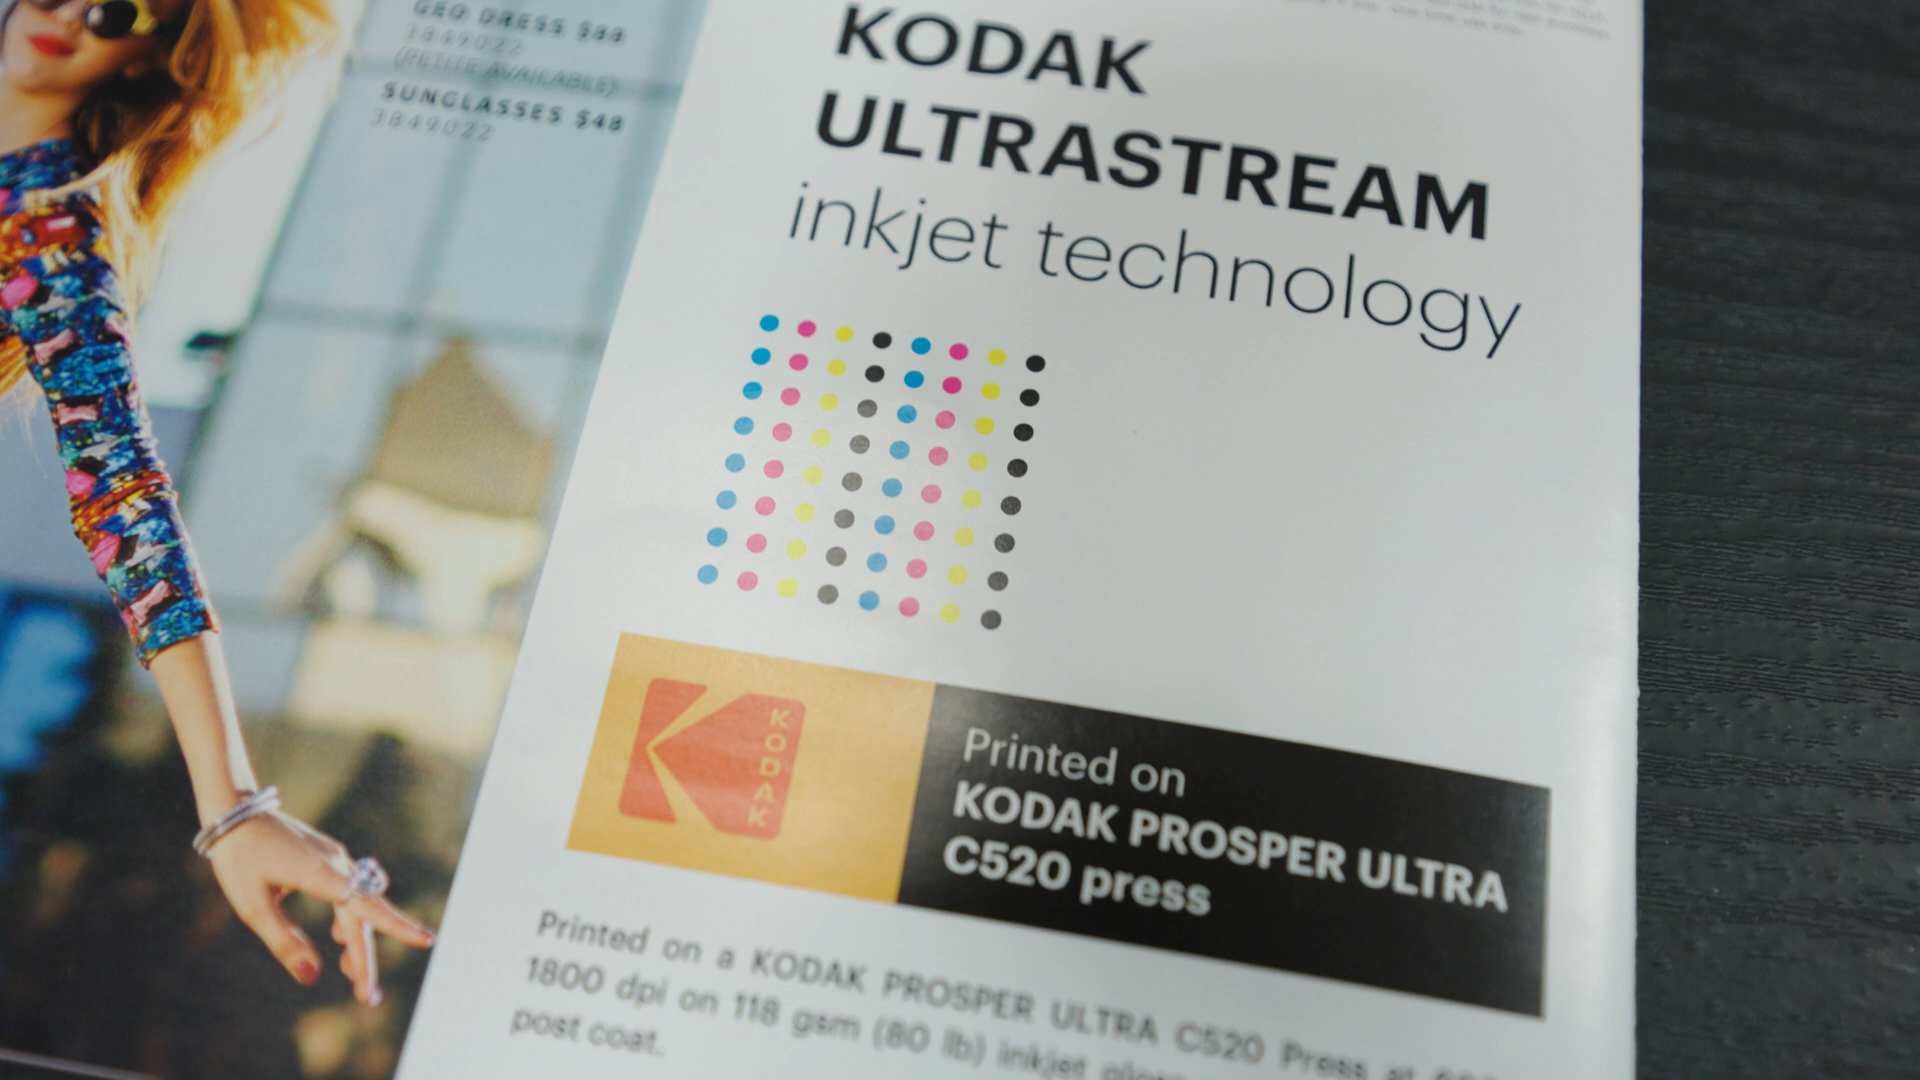 GEO DRESS $88
3849022
(PETITE AVAILABLE)
SUNGLASSES $48
3849022
KODAK
ULTRASTREAM
inkjet technology
KODAK
Printed on
KODAK PROSPER ULTRA
C520 press
Printed on a KODAK PROSPER ULTRA C520 Press at
1800 dpi on 118 gsm (80 lb) inkjet
post coat.